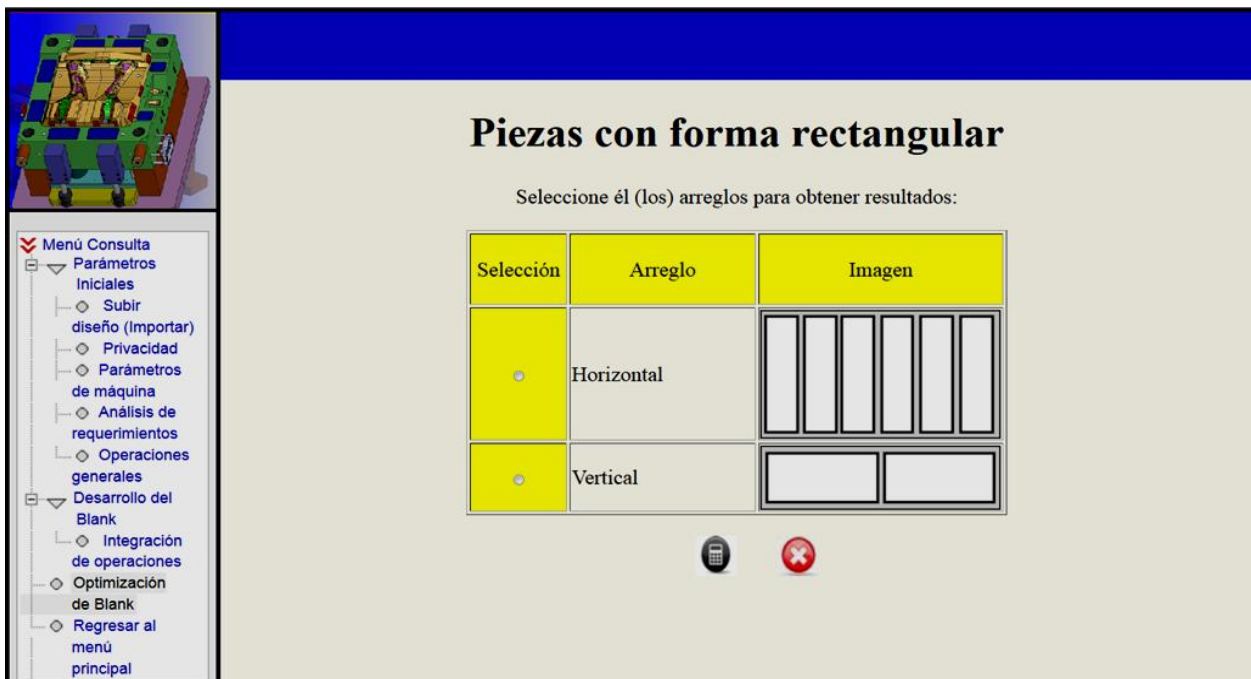 Menú Consulta
Parámetros
Iniciales
Subir
diseño (Importar)
Privacidad
Parámetros
de máquina
Análisis de
requerimientos
Operaciones
generales
Desarrollo del
Blank
Integración
de operaciones
Optimización
de Blank
Regresar al
menú
principal
Piezas con forma rectangular
Seleccione él (los) arreglos para obtener resultados:
Selección Arreglo Imagen
Horizontal
Vertical